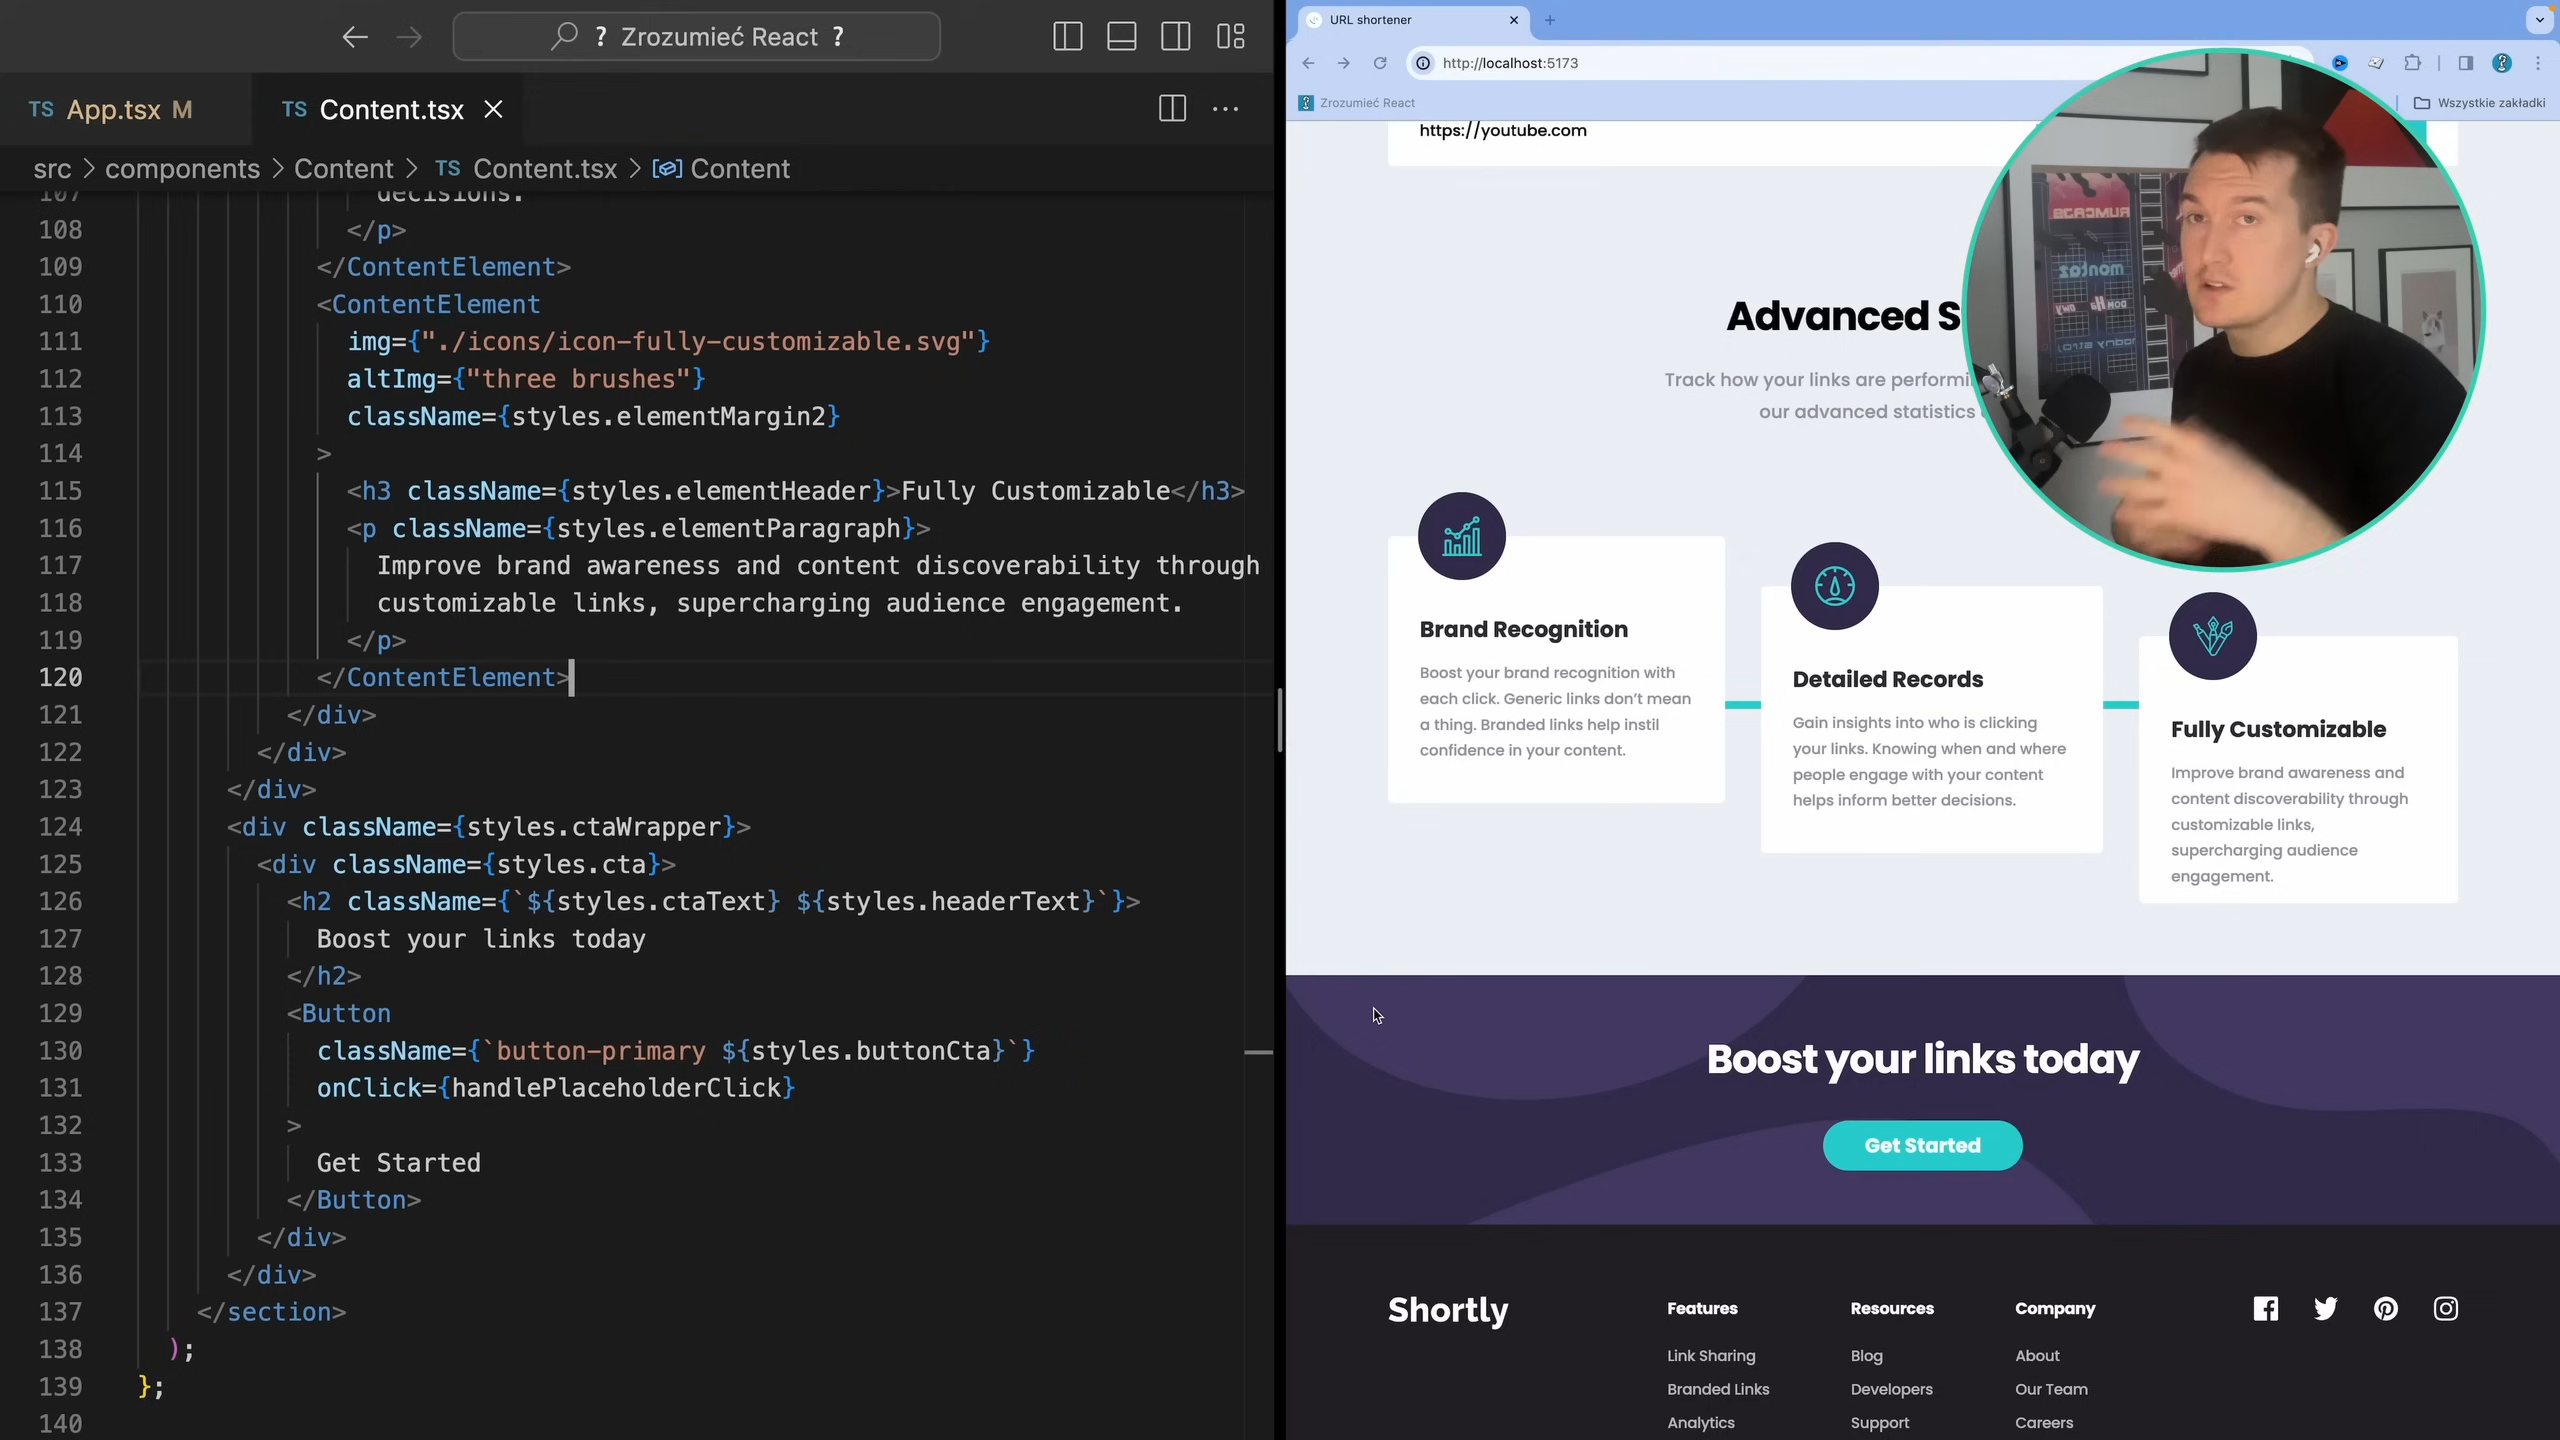 ? Zrozumieć React ?
TS App.tsx M
TS Content.tsx
src > components > Content > TS Content.tsx > Content
107 decisions.
108 </p>
109 </ContentElement>
110 <ContentElement
111 img={"./icons/icon-fully-customizable.svg"}
112 altImg={"three brushes"}
113 className={styles.elementMargin2}
114 >
115 <h3 className={styles.elementHeader}>Fully Customizable</h3>
116 <p className={styles.elementParagraph}>
117 Improve brand awareness and content discoverability through
118 customizable links, supercharging audience engagement.
119 </p>
120 </ContentElement>
121 </div>
122 </div>
123 </div>
124 <div className={styles.ctaWrapper}>
125 <div className={styles.cta}>
126 <h2 className={`${styles.ctaText} ${styles.headerText}`}>
127 Boost your links today
128 </h2>
129 <Button
130 className={`button-primary ${styles.buttonCta}`}
131 onClick={handlePlaceholderClick}
132 >
133 Get Started
134 </Button>
135 </div>
136 </div>
137 </section>
138 );
139 };
140
URL shortener
http://localhost:5173
Zrozumieć React
Wszystkie zakładki
https://youtube.com
Advanced S
Track how your links are performi
our advanced statistics
Brand Recognition
Boost your brand recognition with
each click. Generic links don’t mean
a thing. Branded links help instil
confidence in your content.
Detailed Records
Gain insights into who is clicking
your links. Knowing when and where
people engage with your content
helps inform better decisions.
Fully Customizable
Improve brand awareness and
content discoverability through
customizable links,
supercharging audience
engagement.
Boost your links today
Get Started
Shortly
Features
Link Sharing
Branded Links
Analytics
Resources
Blog
Developers
Support
Company
About
Our Team
Careers